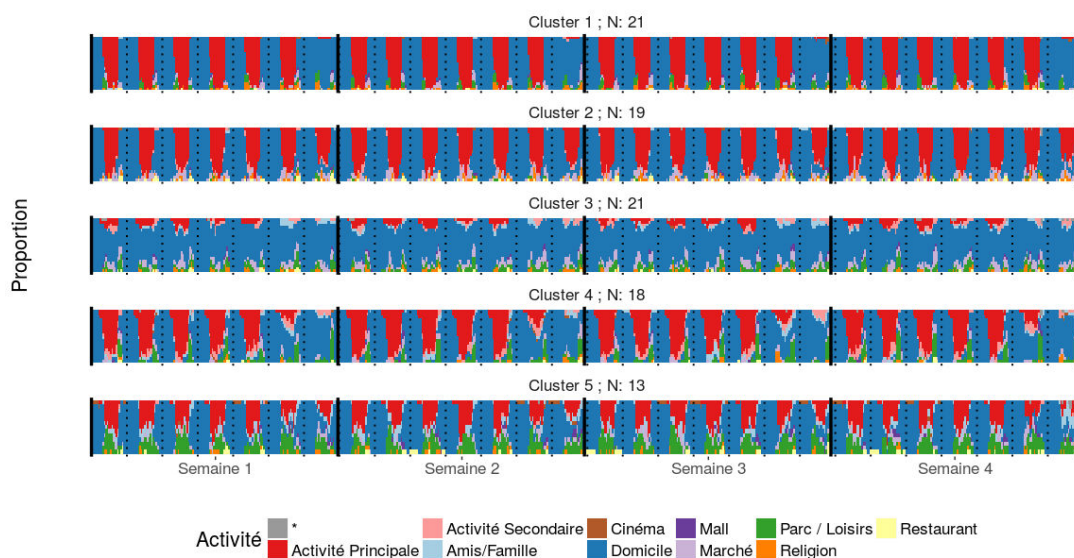 Cluster 1 ; N: 21
Cluster 2 ; N: 19
Cluster 3 ; N: 21
Cluster 4 ; N: 18
Cluster 5 ; N: 13
Proportion
Semaine 1 Semaine 2 Semaine 3 Semaine 4
Activité
* Activité Secondaire Cinéma Mall Parc / Loisirs Restaurant
Activité Principale Amis/Famille Domicile Marché Religion